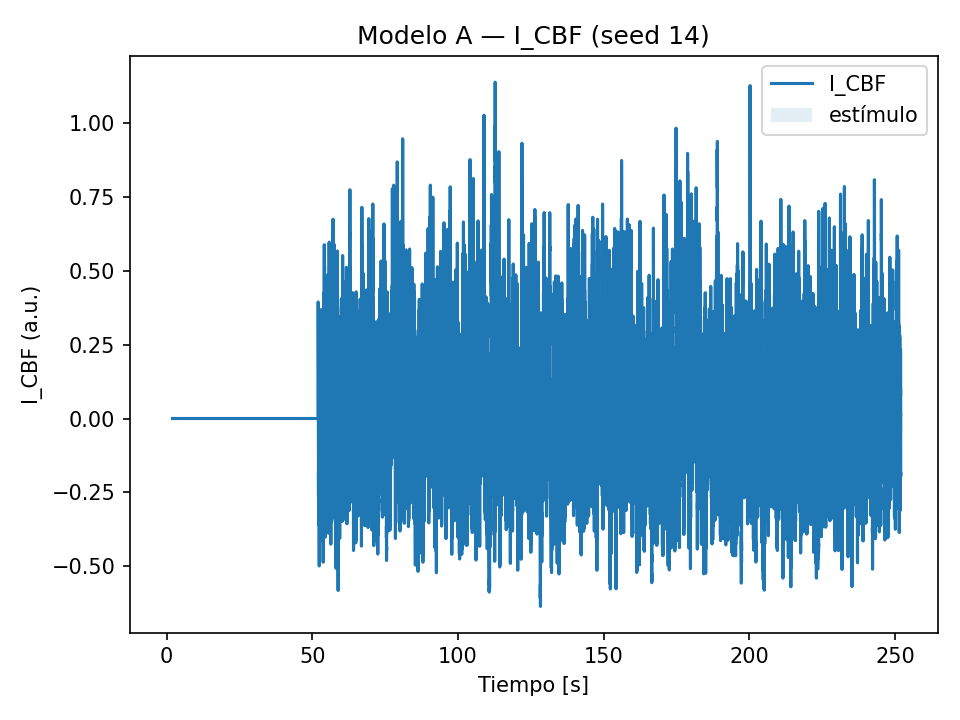 Modelo A — I_CBF (seed 14)
I_CBF
estímulo
I_CBF (a.u.)
1.00
0.75
0.50
0.25
0.00
−0.25
−0.50
0 50 100 150 200 250
Tiempo [s]